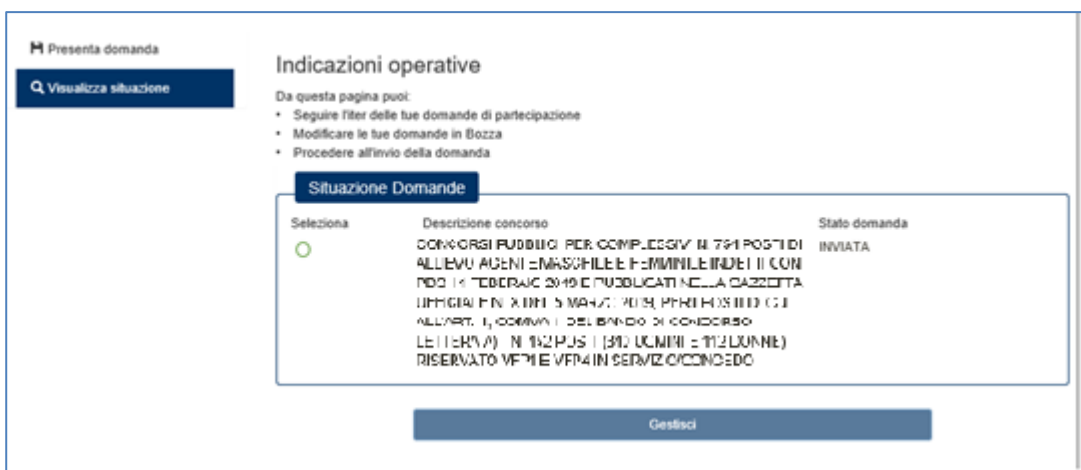 Presenta domanda
Visualizza situazione
Indicazioni operative
Da questa pagina puoi:
• Seguire l'iter delle tue domande di partecipazione
• Modificare le tue domande in Bozza
• Procedere all'invio della domanda
Situazione Domande
Seleziona Descrizione concorso Stato domanda
CONCORSI PUBBLICI PER COMPLESSIVI N. 754 POSTI DI INVIATA
ALLIEVO AGENTE MASCHILE E FEMMINILE INDETTI CON
FEBBRAIO 2019 E PUBBLICATI NELLA GAZZETTA
UFFICIALE N. X DEL 5 MARZO 2019, PER I POSTI DI CUI
ALL'ART. 1, COMMA 1 DEL BANDO DI CONCORSO
LETTERA A) N. POSTI UOMINI E 112 DONNE)
RISERVATO VFP1 E VFP4 IN SERVIZIO/CONGEDO
Gestisci